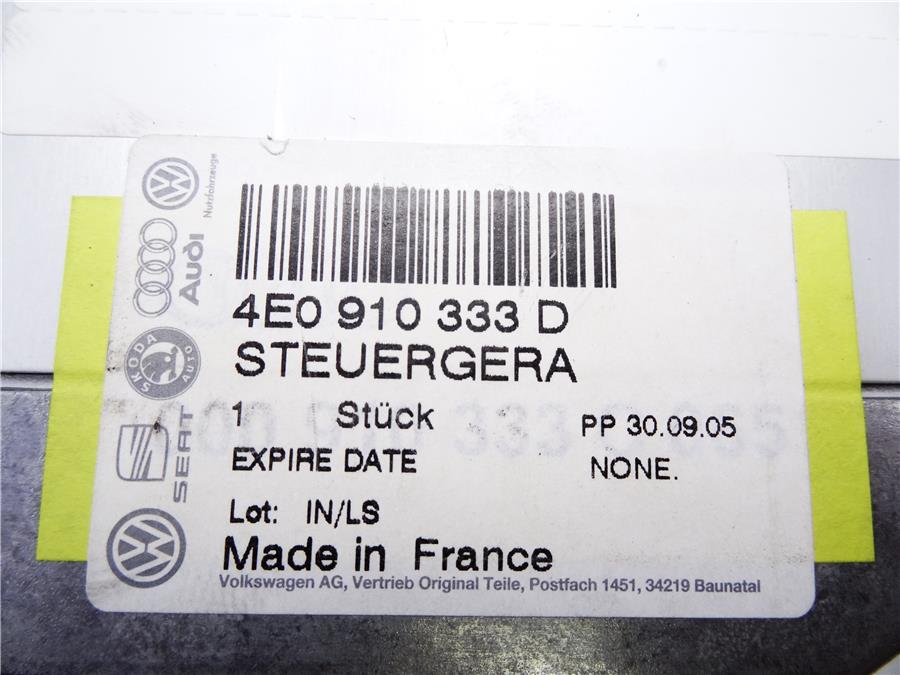 Nutzfahrzeuge
Audi
SKODA
AUTO
SEAT
4E0 910 333 D
STEUERGERA
1 Stück PP 30.09.05
EXPIRE DATE NONE.
Lot: IN/LS
Made in France
Volkswagen AG, Vertrieb Original Teile, Postfach 1451, 34219 Baunatal